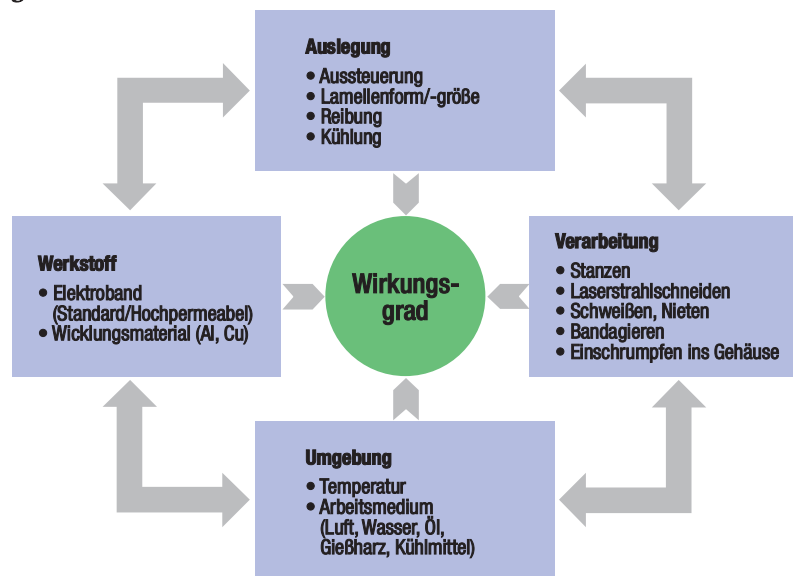 Auslegung
• Aussteuerung
• Lamellenform/-größe
• Reibung
• Kühlung
Werkstoff
• Elektroband
(Standard/Hochpermeabel)
• Wicklungsmaterial (Al, Cu)
Wirkungs-
grad
Verarbeitung
• Stanzen
• Laserstrahlschneiden
• Schweißen, Nieten
• Bandagieren
• Einschrumpfen ins Gehäuse
Umgebung
• Temperatur
• Arbeitsmedium
(Luft, Wasser, Öl,
Gießharz, Kühlmittel)